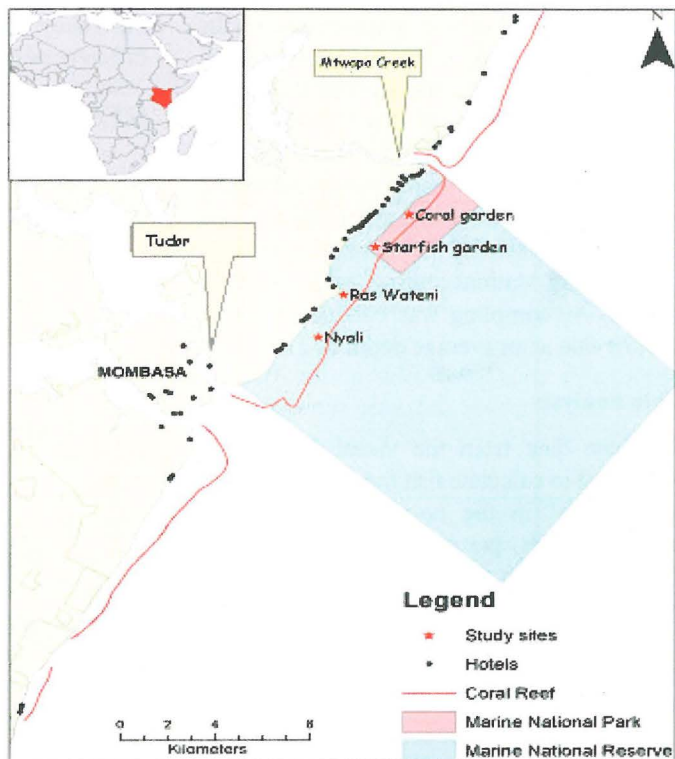 N
Mtwapa Creek
Coral garden
Starfish garden
Tudor
Ras Wateni
Nyali
MOMBASA
Legend
Study sites
Hotels
Coral Reef
Marine National Park
Marine National Reserve
0 2 4 8
Kilometers